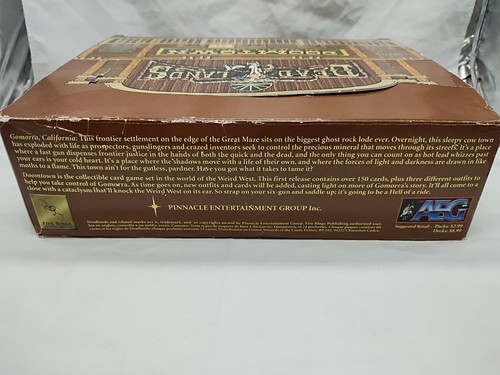 DOOMTOWN
DEADLANDS
Gomorra, California: This frontier settlement on the edge of the Great Maze sits on the biggest ghost rock lode ever. Overnight, this sleepy cow town
has exploded with life as prospectors, gunslingers and crazed inventors seek to control the precious mineral that moves through its streets. It's a place
where a fast gun dispenses frontier justice in the hands of both the quick and the dead, and the only thing you can count on as hot lead whizzes past
your ears is your cold heart. It's a place where the shadows move with a life of their own, and where the forces of light and darkness are drawn in like
moths to a flame. This town ain't for the gutless, pardner. Have you got what it takes to tame it?
Doomtown is the collectible card game set in the world of the Weird West. This first release contains over 150 cards, plus three different outfits to
help you take control of Gomorra. As time goes on, new outfits and cards will be added, casting light on more of Gomorra's story. It'll all come to a
close with a cataclysm that'll knock the Weird West on its ear. So strap on your six-gun and saddle up; it's going to be a Hell of a ride.
FIVE RINGS
PINNACLE ENTERTAINMENT GROUP Inc.
AEG
Suggested Retail - Packs: $2.99
Decks: $8.99